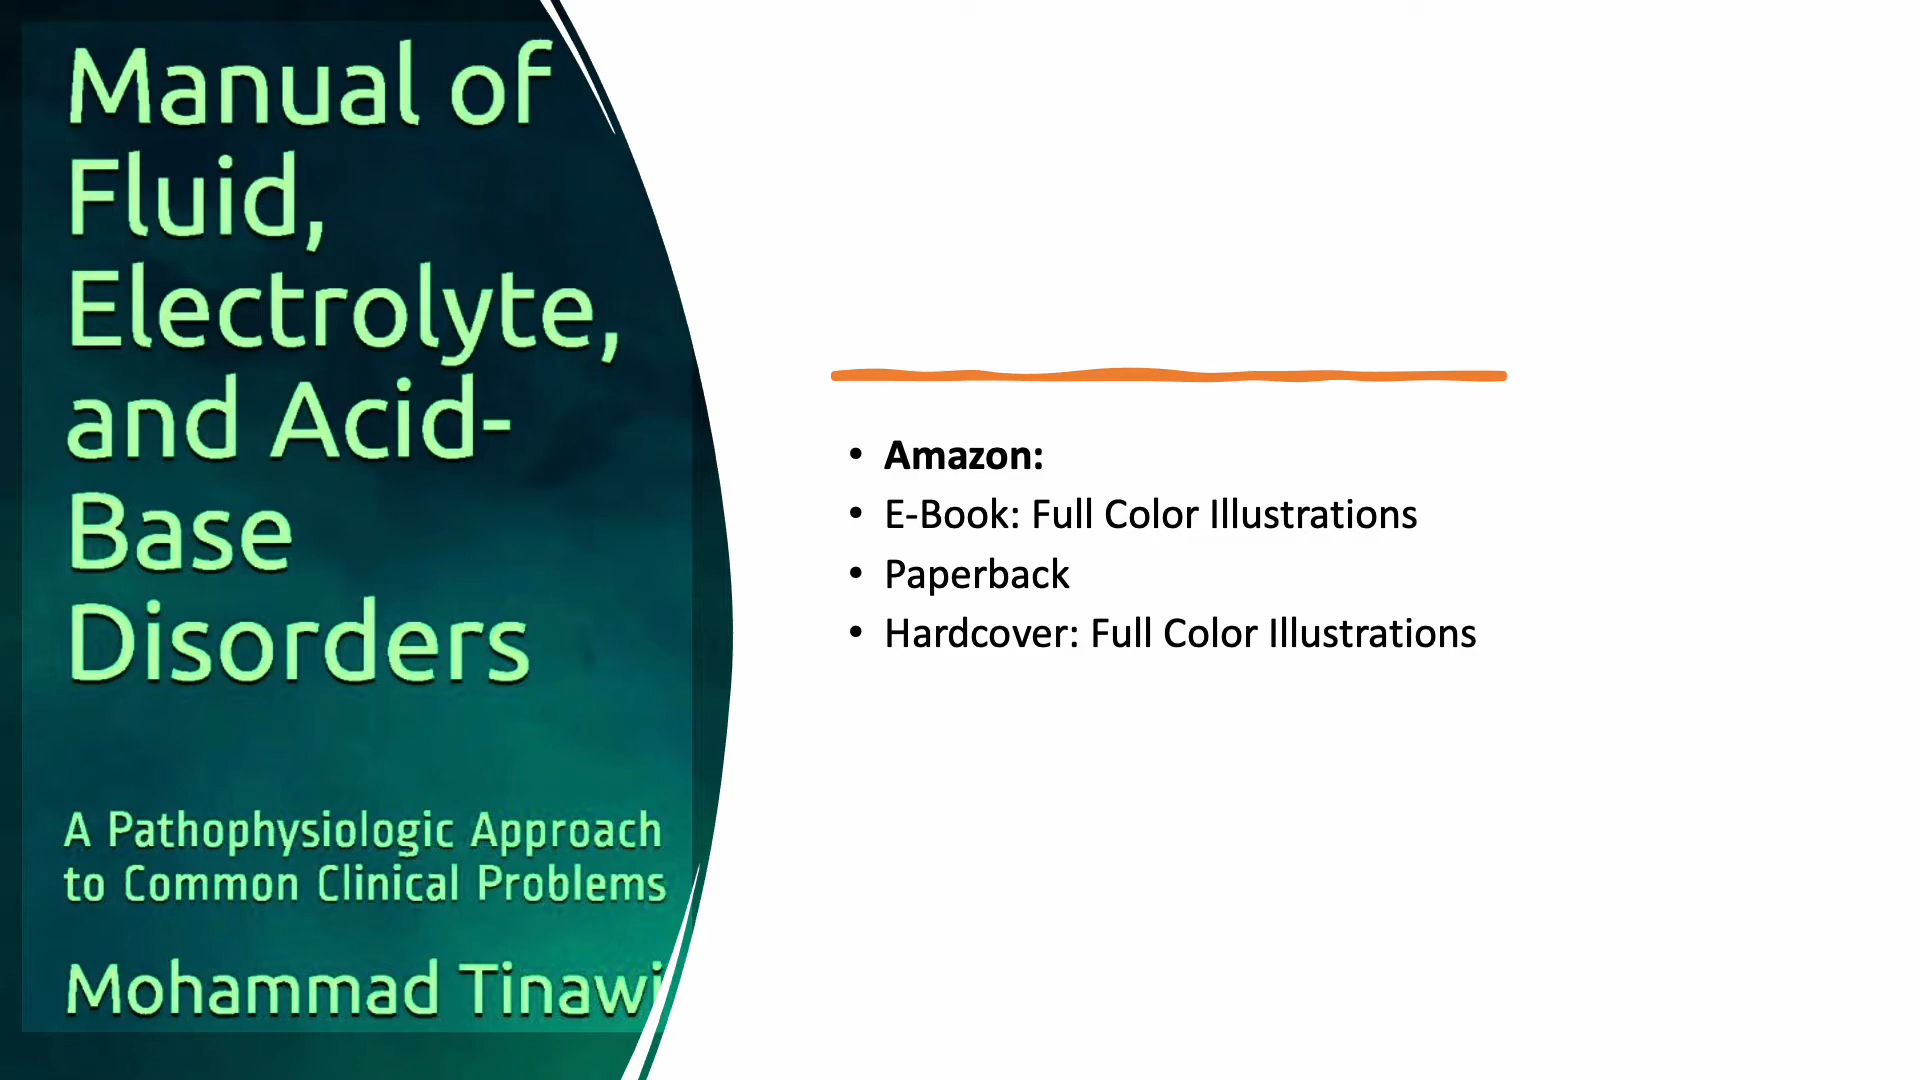 Manual of
Fluid,
Electrolyte,
and Acid-
Base
Disorders
A Pathophysiologic Approach
to Common Clinical Problems
Mohammad Tinawi
• Amazon:
• E-Book: Full Color Illustrations
• Paperback
• Hardcover: Full Color Illustrations